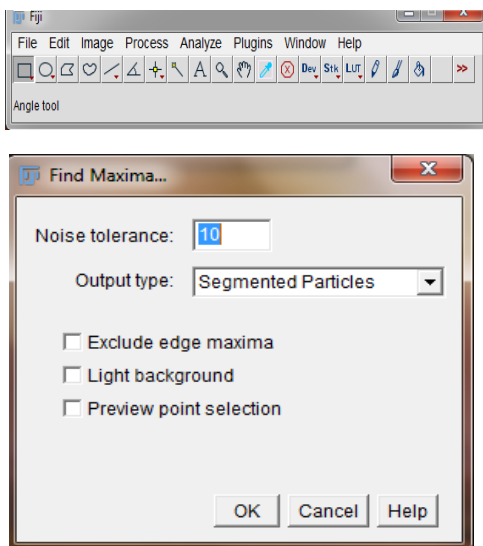 Fiji
File Edit Image Process Analyze Plugins Window Help
A Dev Stk LUT >>
Angle tool
Find Maxima...
Noise tolerance: 10
Output type: Segmented Particles
Exclude edge maxima
Light background
Preview point selection
OK Cancel Help